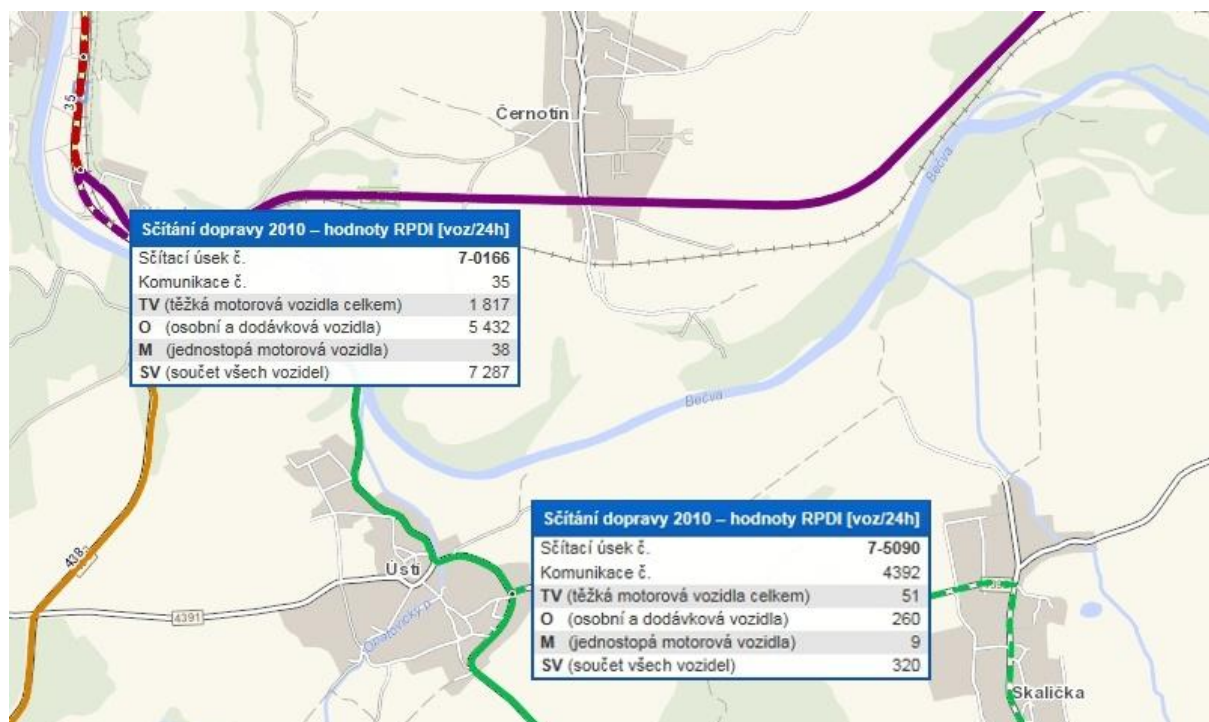 35
Černotín
Bečva
Sčítání dopravy 2010 – hodnoty RPDI [voz/24h]
Sčítací úsek č. 7-0166
Komunikace č. 35
TV (těžká motorová vozidla celkem) 1 817
O (osobní a dodávková vozidla) 5 432
M (jednostopá motorová vozidla) 38
SV (součet všech vozidel) 7 287
Bečva
438
Ústí
4391
Sčítání dopravy 2010 – hodnoty RPDI [voz/24h]
Sčítací úsek č. 7-5090
Komunikace č. 4392
TV (těžká motorová vozidla celkem) 51
O (osobní a dodávková vozidla) 260
M (jednostopá motorová vozidla) 9
SV (součet všech vozidel) 320
Skalička